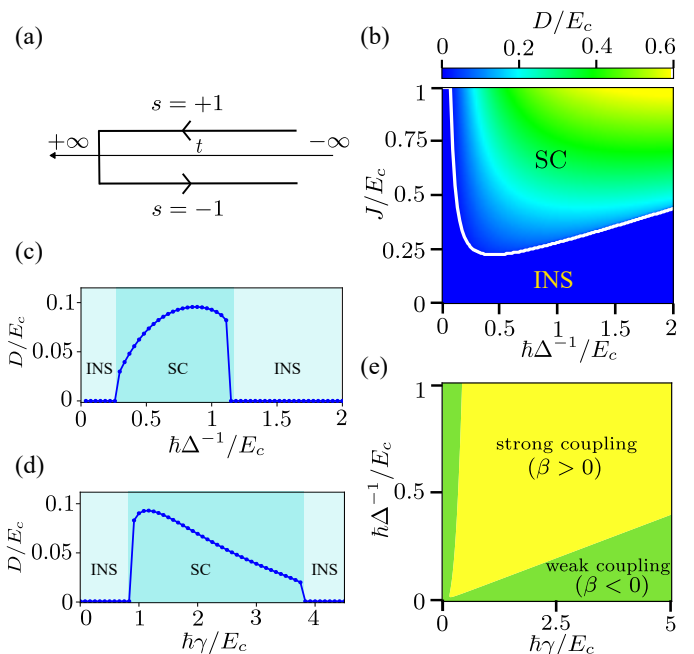 (a)
s = +1
+∞
t
−∞
s = −1
(b)
D/E_c
0
0.2
0.4
0.6
1
0.75
0.5
0.25
0
J/E_c
SC
INS
0
0.5
1
1.5
2
ℏΔ⁻¹/E_c
(c)
D/E_c
0.1
0.05
0
INS
SC
INS
0
0.5
1
1.5
2
ℏΔ⁻¹/E_c
(d)
D/E_c
0.1
0.05
0
INS
SC
INS
0
1
2
3
4
ℏγ/E_c
(e)
ℏΔ⁻¹/E_c
1
0.5
0
strong coupling
(β > 0)
weak coupling
(β < 0)
0
2.5
5
ℏγ/E_c